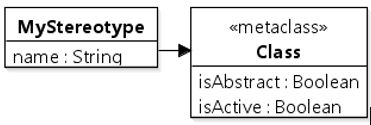 MyStereotype
name : String
«metaclass»
Class
isAbstract : Boolean
isActive : Boolean